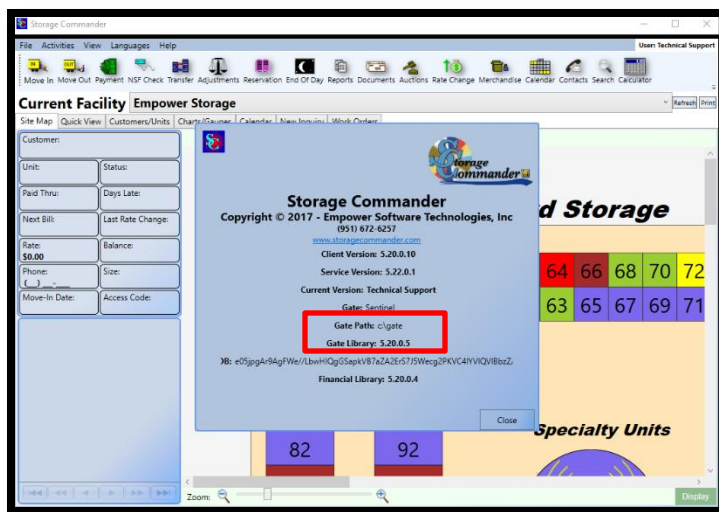 Storage Commander
File Activities View Languages Help
User: Technical Support
Move In Move Out Payment NSF Check Transfer Adjustments Reservation End Of Day Reports Documents Auctions Rate Change Merchandise Calendar Contacts Search Calculator
Current Facility Empower Storage
Refresh Print
Site Map Quick View Customers/Units Charts/Gauges Calendar New Inquiry Work Orders
Customer:
Unit: Status:
Paid Thru: Days Late:
Next Bill: Last Rate Change:
Rate: Balance:
$0.00
Phone: Size:
(__) __-____
Move-In Date: Access Code:
Storage
Commander
Storage Commander
Copyright © 2017 - Empower Software Technologies, Inc
(951) 672-6257
www.storagecommander.com
Client Version: 5.20.0.10
Service Version: 5.22.0.1
Current Version: Technical Support
Gate: Sentinel
Gate Path: c:\gate
Gate Library: 5.20.0.5
Financial Library: 5.20.0.4
Close
d Storage
64 66 68 70 72
63 65 67 69 71
Specialty Units
82 92
Zoom:
Display